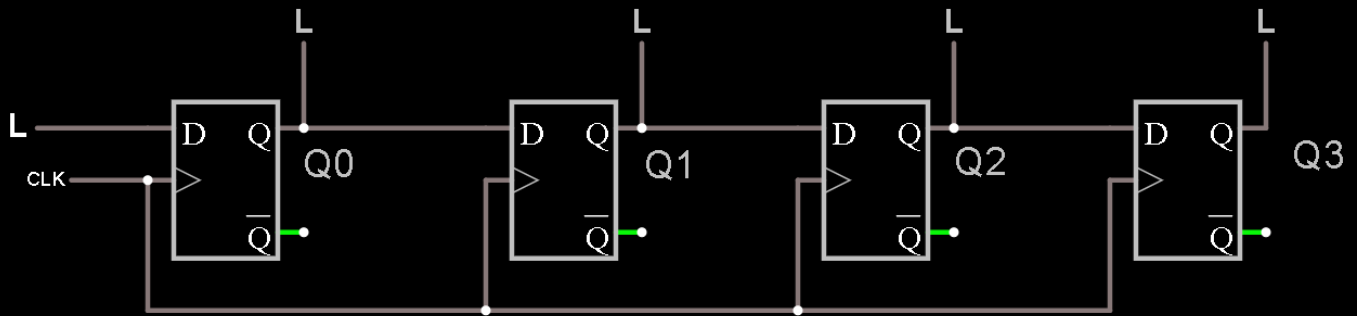 L L L L
L D Q D Q D Q D Q
Q0 Q1 Q2 Q3
CLK
Q̅ Q̅ Q̅ Q̅